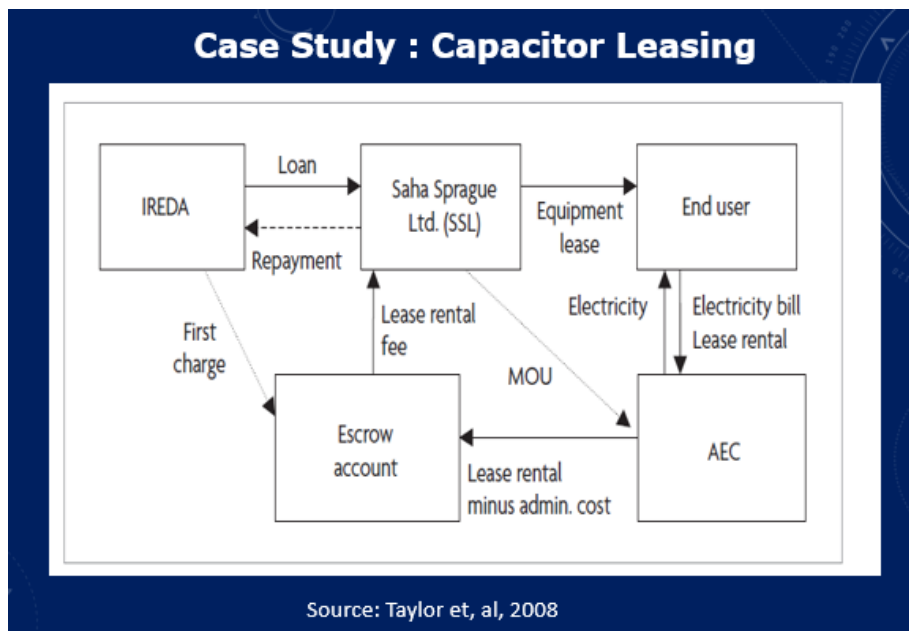 Case Study : Capacitor Leasing
IREDA
Loan
Repayment
Saha Sprague
Ltd. (SSL)
Equipment
lease
End user
First
charge
Lease rental
fee
MOU
Electricity
Electricity bill
Lease rental
Escrow
account
Lease rental
minus admin. cost
AEC
Source: Taylor et, al, 2008